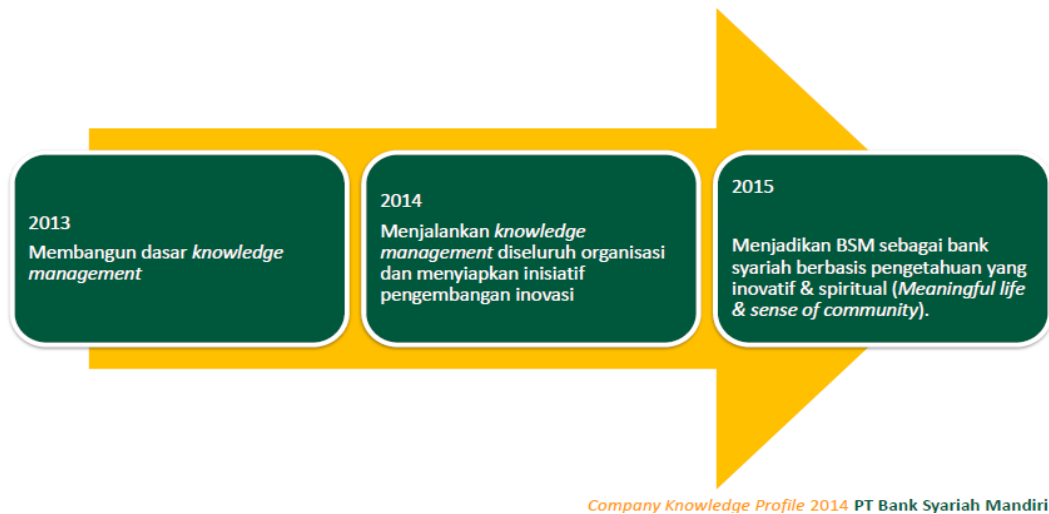 2013
Membangun dasar knowledge
management
2014
Menjalankan knowledge
management diseluruh organisasi
dan menyiapkan inisiatif
pengembangan inovasi
2015
Menjadikan BSM sebagai bank
syariah berbasis pengetahuan yang
inovatif & spiritual (Meaningful life
& sense of community).
Company Knowledge Profile 2014 PT Bank Syariah Mandiri